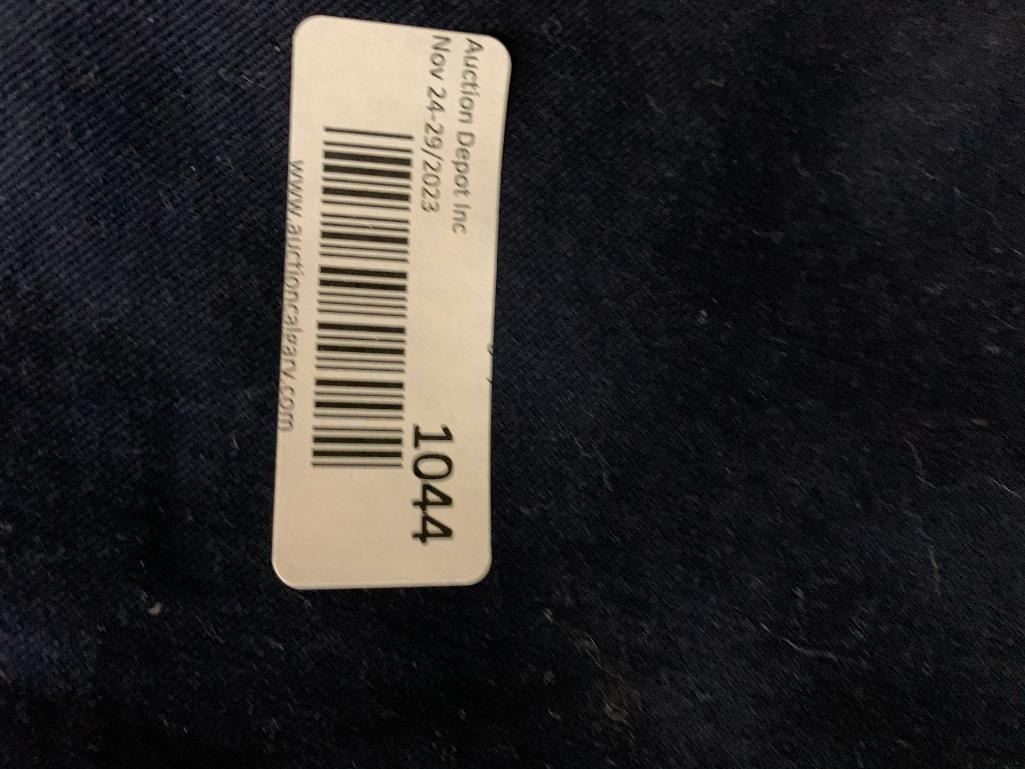 Auction Depot Inc
Nov 24-29/2023
1044
www.auctioncalgary.com